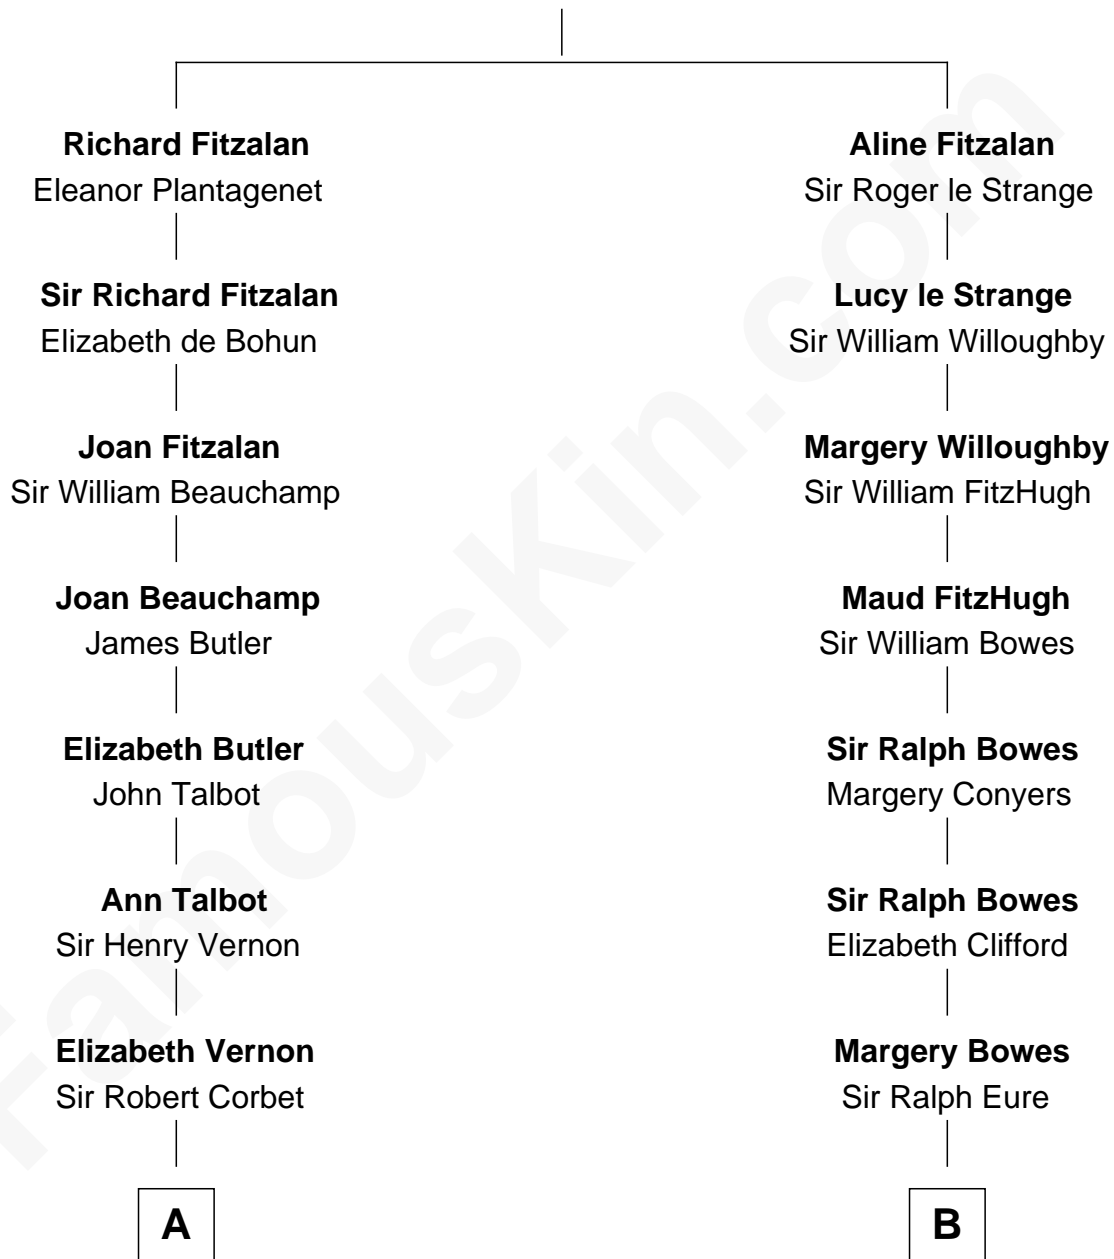 Richard Fitzalan
Eleanor Plantagenet
Sir Richard Fitzalan
Elizabeth de Bohun
Joan Fitzalan
Sir William Beauchamp
Joan Beauchamp
James Butler
Elizabeth Butler
John Talbot
Ann Talbot
Sir Henry Vernon
Elizabeth Vernon
Sir Robert Corbet
A
Aline Fitzalan
Sir Roger le Strange
Lucy le Strange
Sir William Willoughby
Margery Willoughby
Sir William FitzHugh
Maud FitzHugh
Sir William Bowes
Sir Ralph Bowes
Margery Conyers
Sir Ralph Bowes
Elizabeth Clifford
Margery Bowes
Sir Ralph Eure
B
FamousKin.com